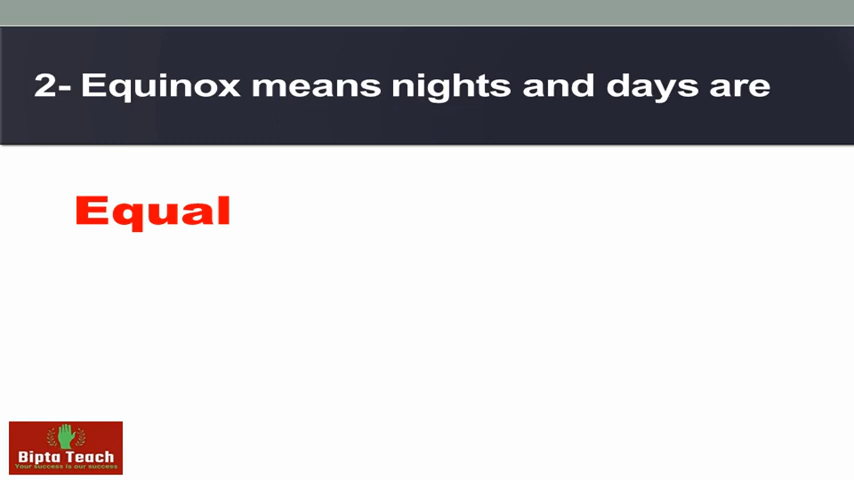 2- Equinox means nights and days are
Equal
Bipta Teach
Your success is our success